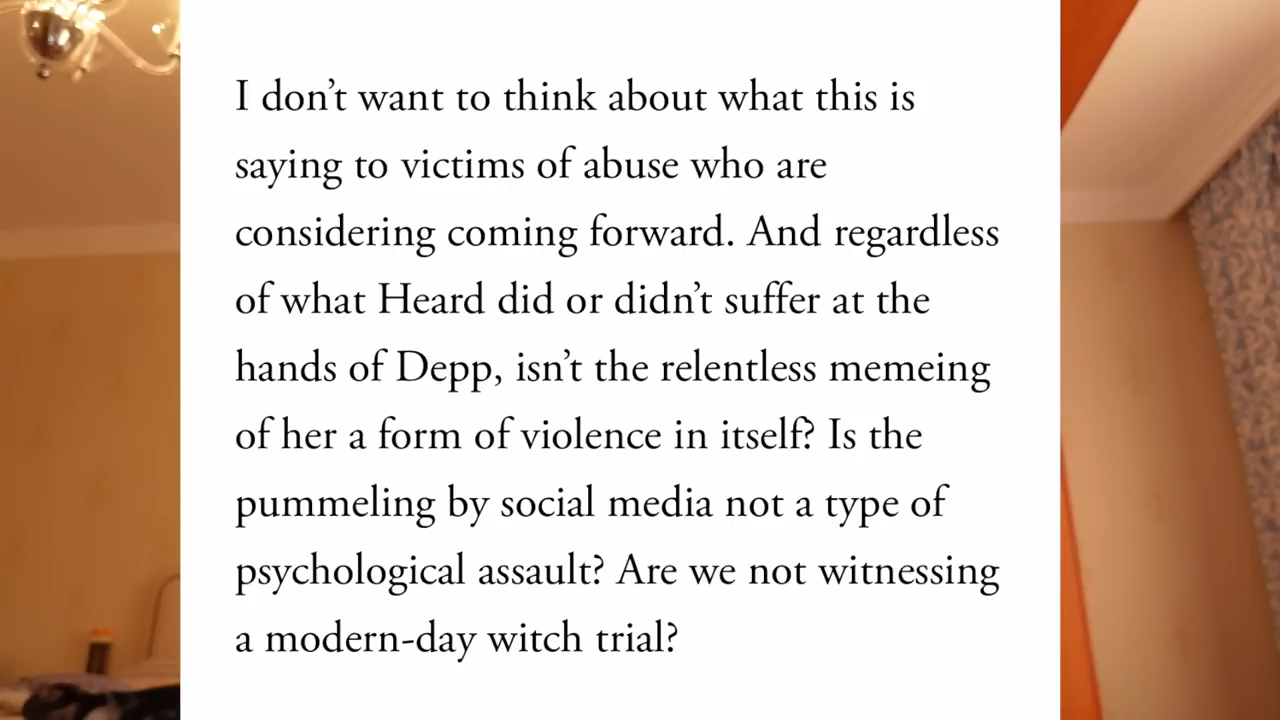 I don’t want to think about what this is
saying to victims of abuse who are
considering coming forward. And regardless
of what Heard did or didn’t suffer at the
hands of Depp, isn’t the relentless memeing
of her a form of violence in itself? Is the
pummeling by social media not a type of
psychological assault? Are we not witnessing
a modern-day witch trial?